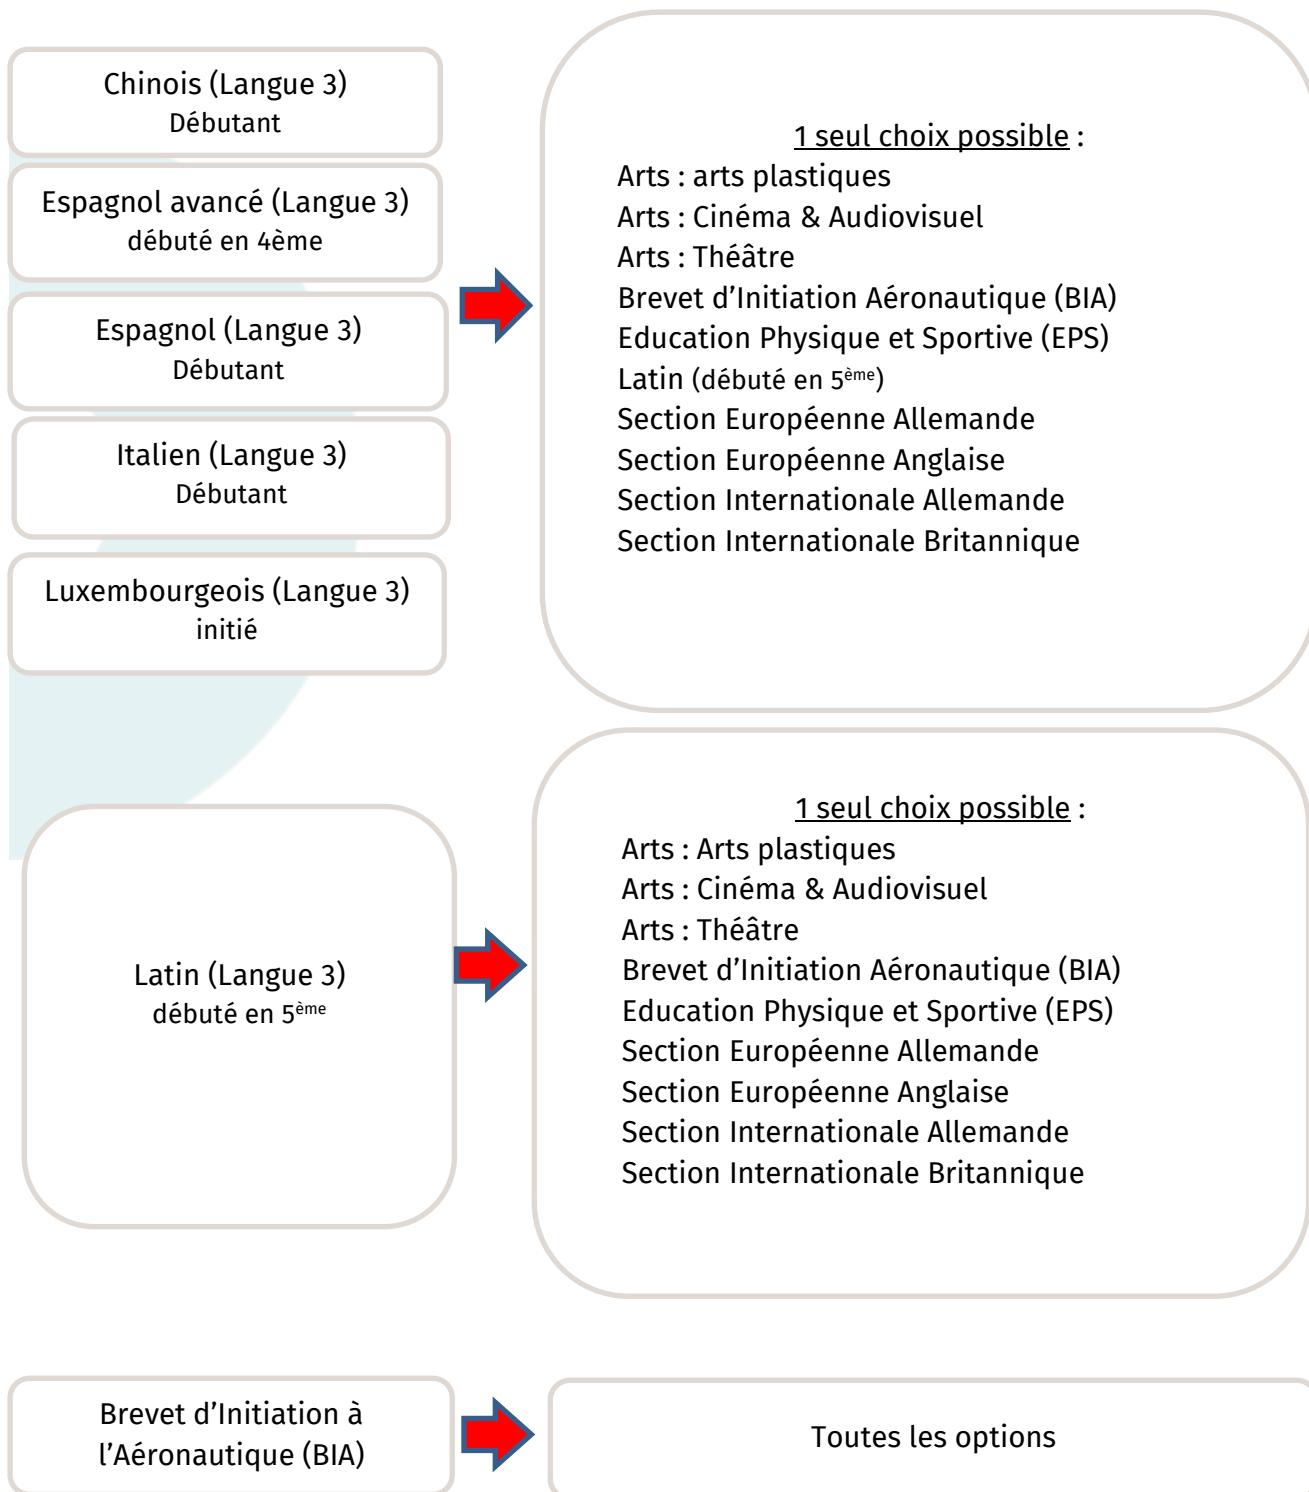 Chinois (Langue 3)
Débutant
Espagnol avancé (Langue 3)
débuté en 4ème
Espagnol (Langue 3)
Débutant
Italien (Langue 3)
Débutant
Luxembourgeois (Langue 3)
initié
1 seul choix possible :
Arts : arts plastiques
Arts : Cinéma & Audiovisuel
Arts : Théâtre
Brevet d’Initiation Aéronautique (BIA)
Education Physique et Sportive (EPS)
Latin (débuté en 5ème)
Section Européenne Allemande
Section Européenne Anglaise
Section Internationale Allemande
Section Internationale Britannique
Latin (Langue 3)
débuté en 5ème
1 seul choix possible :
Arts : Arts plastiques
Arts : Cinéma & Audiovisuel
Arts : Théâtre
Brevet d’Initiation Aéronautique (BIA)
Education Physique et Sportive (EPS)
Section Européenne Allemande
Section Européenne Anglaise
Section Internationale Allemande
Section Internationale Britannique
Brevet d’Initiation à
l’Aéronautique (BIA)
Toutes les options